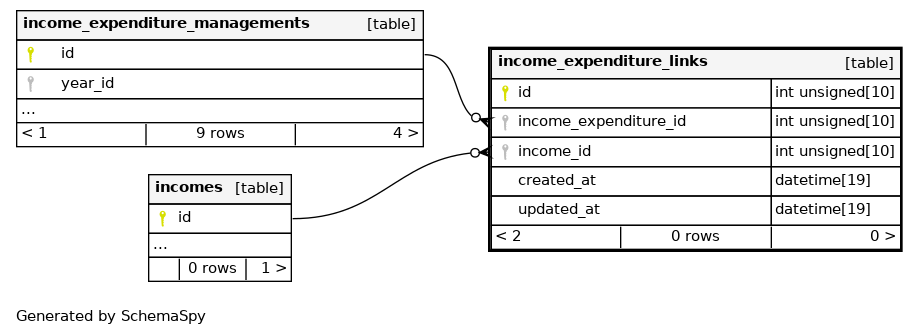 income_expenditure_managements [table]
id
year_id
...
< 1 9 rows 4 >
income_expenditure_links [table]
id int unsigned[10]
income_expenditure_id int unsigned[10]
income_id int unsigned[10]
created_at datetime[19]
updated_at datetime[19]
< 2 0 rows 0 >
incomes [table]
id
...
0 rows 1 >
Generated by SchemaSpy